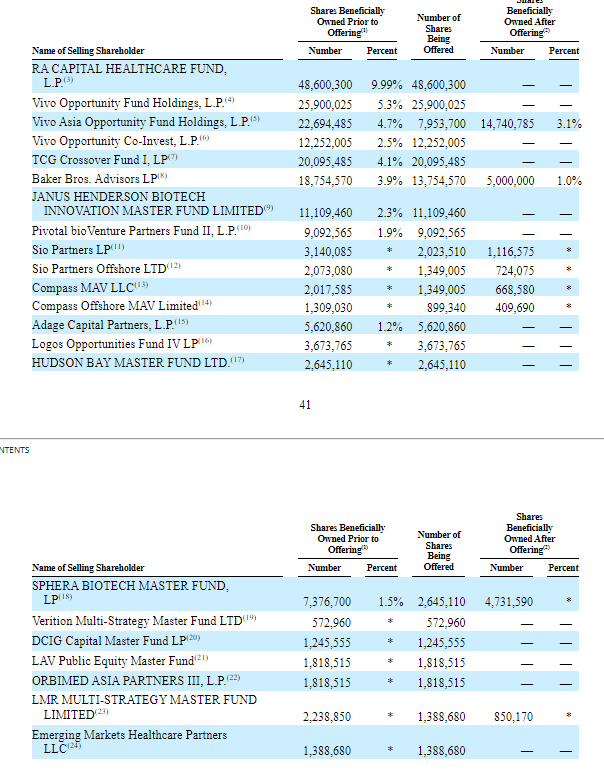 Shares
Shares Beneficially Beneficially
Owned Prior to Number of Owned After
Offering(1) Shares Offering(2)
Being
Name of Selling Shareholder Number Percent Offered Number Percent
RA CAPITAL HEALTHCARE FUND,
L.P.(3) 48,600,300 9.99% 48,600,300 — —
Vivo Opportunity Fund Holdings, L.P.(4) 25,900,025 5.3% 25,900,025 — —
Vivo Asia Opportunity Fund Holdings, L.P.(5) 22,694,485 4.7% 7,953,700 14,740,785 3.1%
Vivo Opportunity Co-Invest, L.P.(6) 12,252,005 2.5% 12,252,005 — —
TCG Crossover Fund I, LP(7) 20,095,485 4.1% 20,095,485 — —
Baker Bros. Advisors LP(8) 18,754,570 3.9% 13,754,570 5,000,000 1.0%
JANUS HENDERSON BIOTECH
INNOVATION MASTER FUND LIMITED(9) 11,109,460 2.3% 11,109,460 — —
Pivotal bioVenture Partners Fund II, L.P.(10) 9,092,565 1.9% 9,092,565 — —
Sio Partners LP(11) 3,140,085 * 2,023,510 1,116,575 *
Sio Partners Offshore LTD(12) 2,073,080 * 1,349,005 724,075 *
Compass MAV LLC(13) 2,017,585 * 1,349,005 668,580 *
Compass Offshore MAV Limited(14) 1,309,030 * 899,340 409,690 *
Adage Capital Partners, L.P.(15) 5,620,860 1.2% 5,620,860 — —
Logos Opportunities Fund IV LP(16) 3,673,765 * 3,673,765 — —
HUDSON BAY MASTER FUND LTD.(17) 2,645,110 * 2,645,110 — —
41
NTENTS
Shares
Shares Beneficially Beneficially
Owned Prior to Number of Owned After
Offering(1) Shares Offering(2)
Being
Name of Selling Shareholder Number Percent Offered Number Percent
SPHERA BIOTECH MASTER FUND,
LP(18) 7,376,700 1.5% 2,645,110 4,731,590 *
Verition Multi-Strategy Master Fund LTD(19) 572,960 * 572,960 — —
DCIG Capital Master Fund LP(20) 1,245,555 * 1,245,555 — —
LAV Public Equity Master Fund(21) 1,818,515 * 1,818,515 — —
ORBIMED ASIA PARTNERS III, L.P.(22) 1,818,515 * 1,818,515 — —
LMR MULTI-STRATEGY MASTER FUND
LIMITED(23) 2,238,850 * 1,388,680 850,170 *
Emerging Markets Healthcare Partners
LLC(24) 1,388,680 * 1,388,680 — —